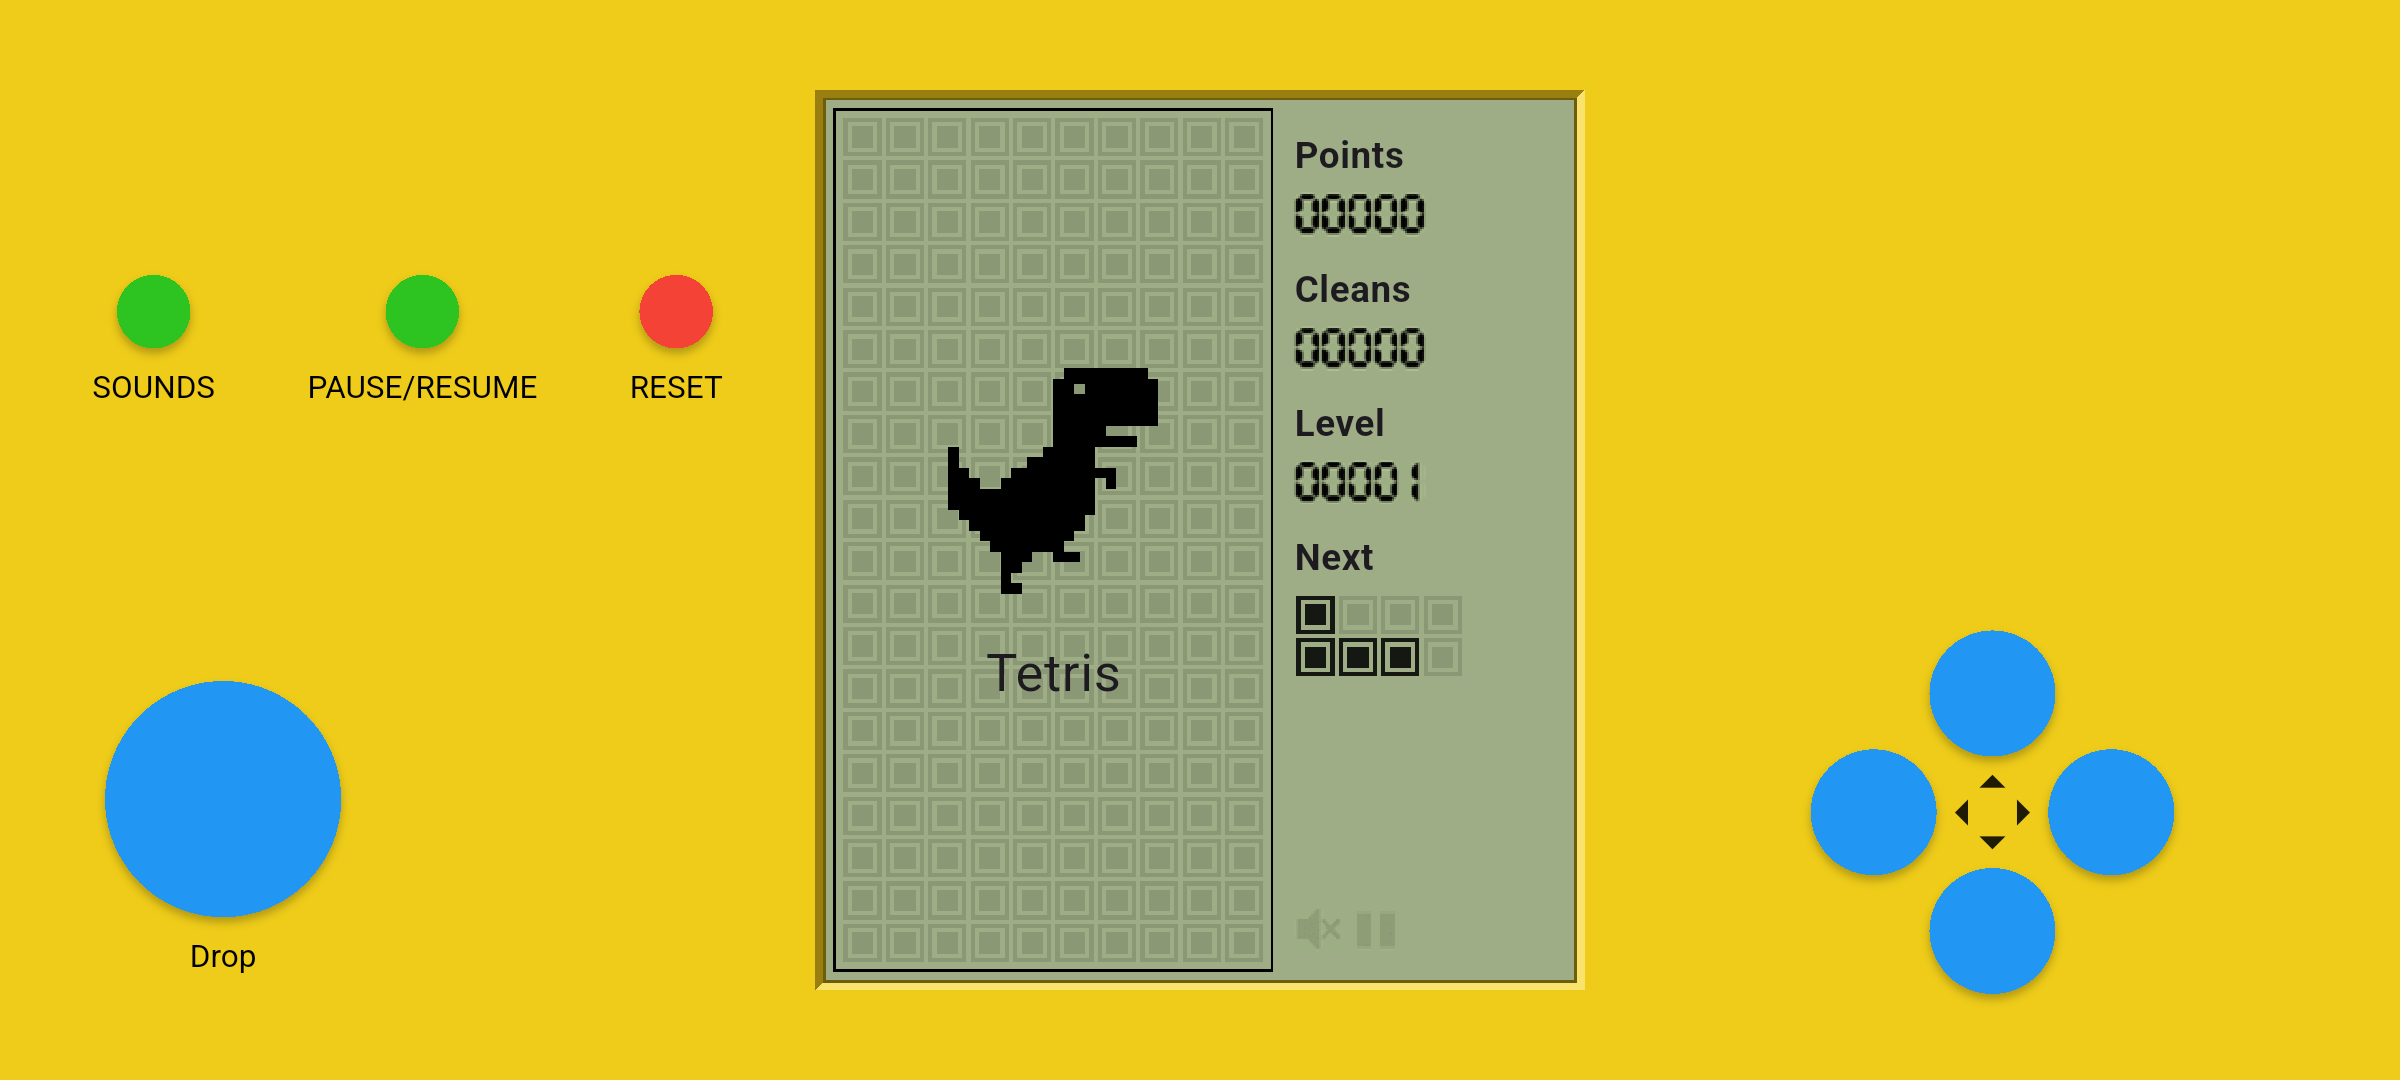 SOUNDS
PAUSE/RESUME
RESET
Drop
Tetris
Points
00000
Cleans
00000
Level
00001
Next